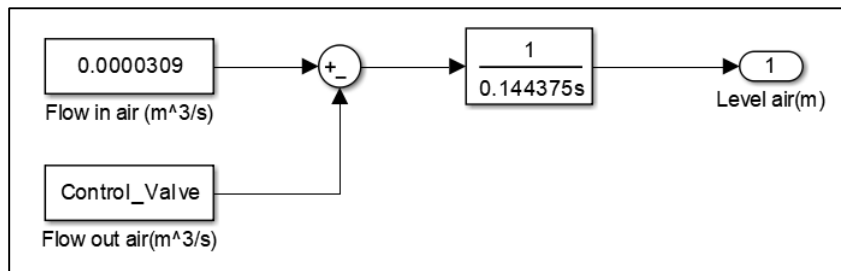 0.0000309
Flow in air (m^3/s)
+
_
1
0.144375s
1
Level air(m)
Control_Valve
Flow out air(m^3/s)